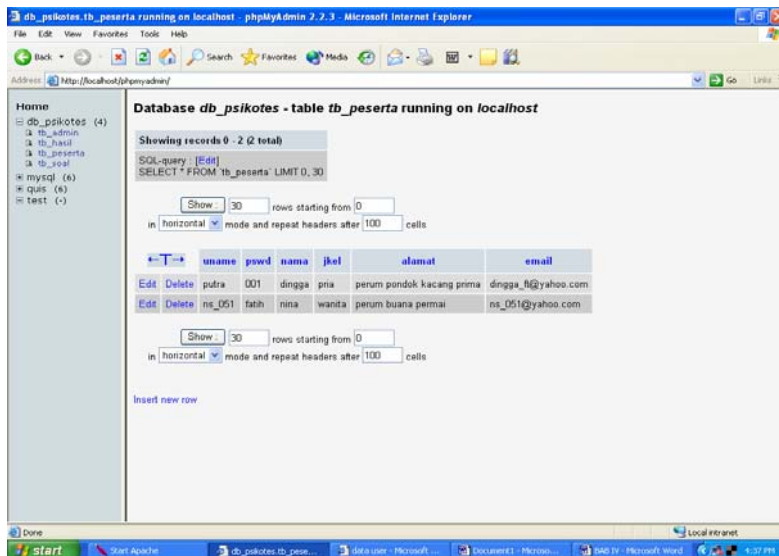 db_psikotes.tb_peserta running on localhost - phpMyAdmin 2.2.3 - Microsoft Internet Explorer
File Edit View Favorites Tools Help
Back Search Favorites Media
Address http://localhost/phpmyadmin/ Go Links
Home
db_psikotes (4)
tb_admin
tb_hasil
tb_peserta
tb_soal
mysql (6)
quis (6)
test (-)
Database db_psikotes - table tb_peserta running on localhost
Showing records 0 - 2 (2 total)
SQL-query : [Edit]
SELECT * FROM `tb_peserta` LIMIT 0, 30
Show : 30 rows starting from 0
in horizontal mode and repeat headers after 100 cells
←T→ uname pswd nama jkel alamat email
Edit Delete putra 001 dingga pria perum pondok kacang prima dingga_fl@yahoo.com
Edit Delete ns_051 fatih nina wanita perum buana permai ns_051@yahoo.com
Show : 30 rows starting from 0
in horizontal mode and repeat headers after 100 cells
Insert new row
Done Local intranet
start Start Apache db_psikotes.tb_pese... data user - Microsoft ... Document1 - Microso... BAB IV - Microsoft Word 4:37 PM